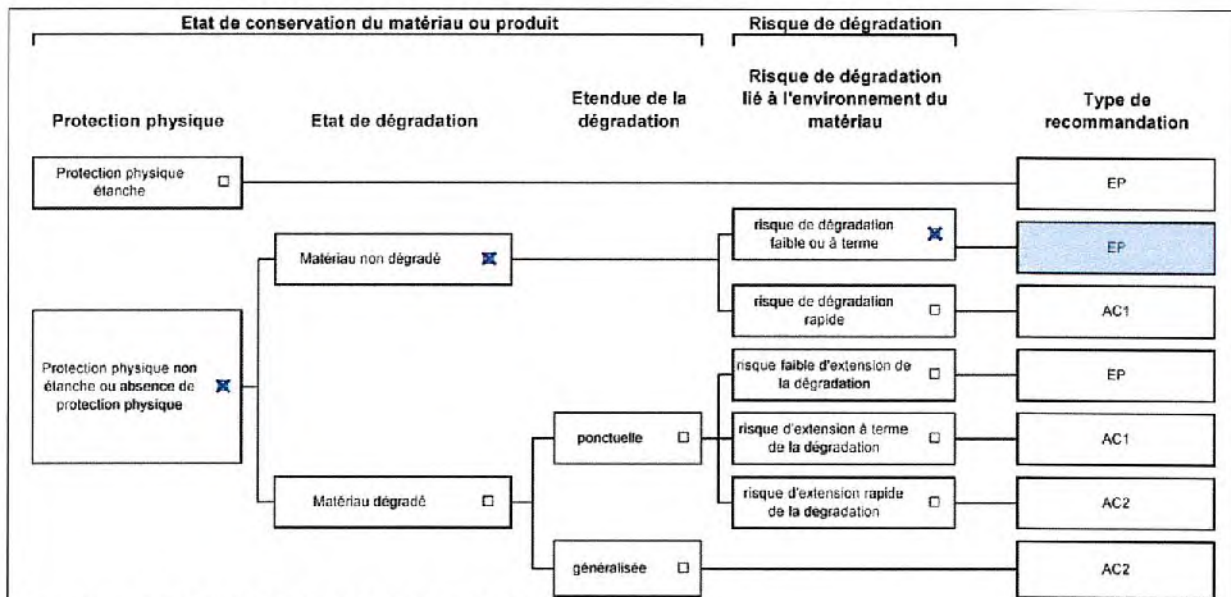 Etat de conservation du matériau ou produit
Risque de dégradation
Protection physique
Etat de dégradation
Etendue de la
dégradation
Risque de dégradation
lié à l'environnement du
matériau
Type de
recommandation
Protection physique
étanche
EP
Protection physique non
étanche ou absence de
protection physique
Matériau non dégradé
risque de dégradation
faible ou à terme
EP
risque de dégradation
rapide
AC1
Matériau dégradé
ponctuelle
risque faible d'extension de
la dégradation
EP
risque d'extension à terme
de la dégradation
AC1
risque d'extension rapide
de la degradation
AC2
généralisée
AC2